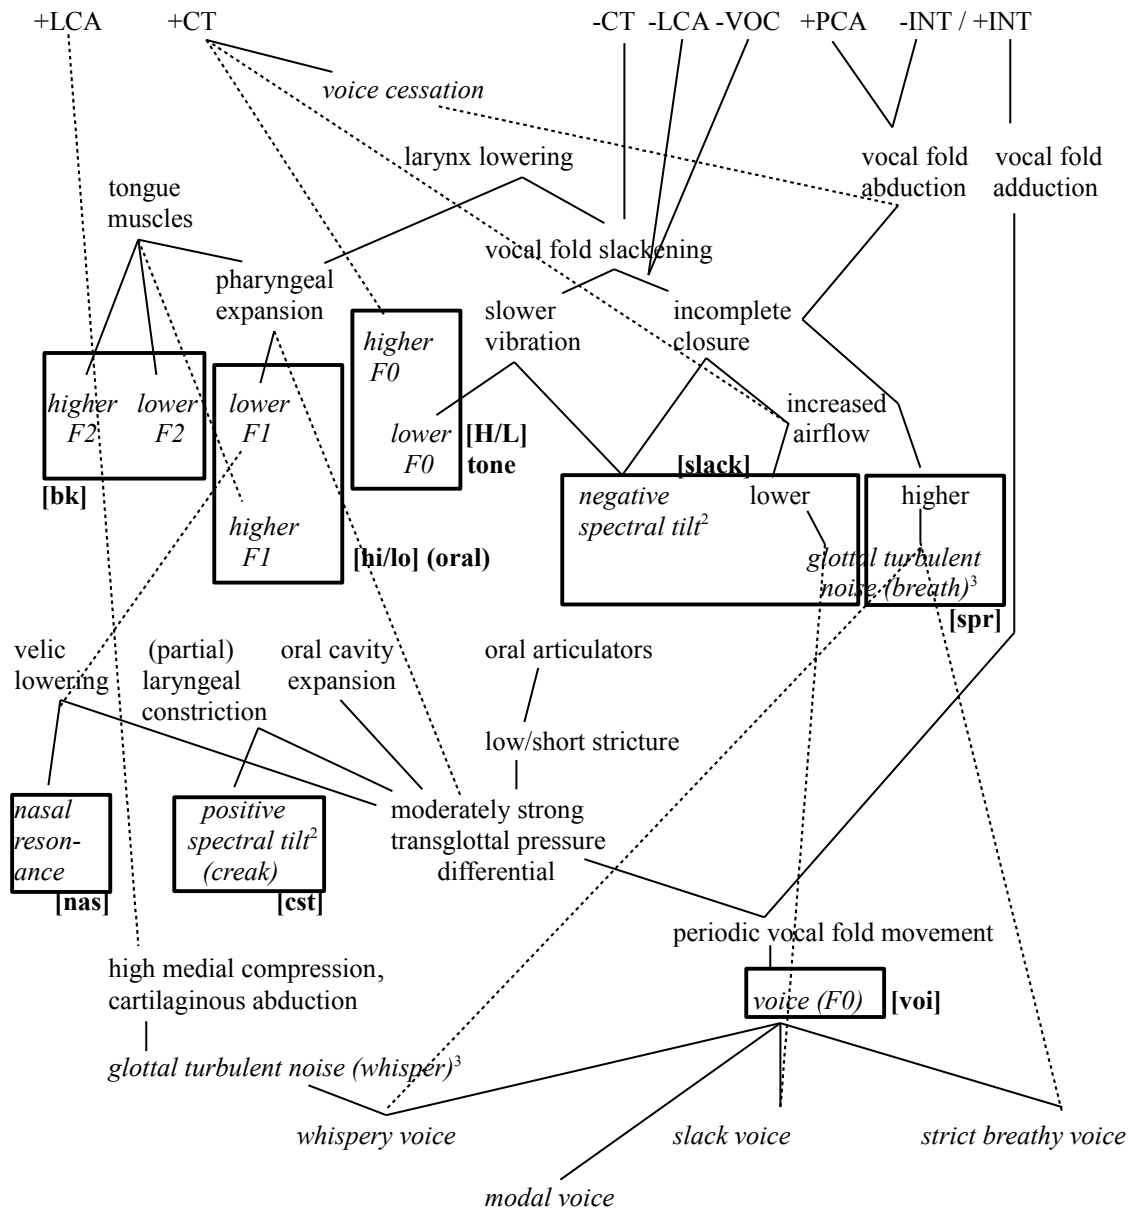 +LCA +CT -CT -LCA -VOC +PCA -INT / +INT
voice cessation
larynx lowering
vocal fold
abduction
vocal fold
adduction
tongue
muscles
vocal fold slackening
pharyngeal
expansion
slower
vibration
incomplete
closure
higher
F0
higher
F2
lower
F2
lower
F1
lower
F0
[H/L]
tone
increased
airflow
[bk]
[slack]
negative
spectral tilt2
lower
higher
higher
F1
[hi/lo] (oral)
glottal turbulent
noise (breath)3
[spr]
velic
lowering
(partial)
laryngeal
constriction
oral cavity
expansion
oral articulators
low/short stricture
nasal
reson-
ance
[nas]
positive
spectral tilt2
(creak)
[cst]
moderately strong
transglottal pressure
differential
periodic vocal fold movement
high medial compression,
cartilaginous abduction
voice (F0)
[voi]
glottal turbulent noise (whisper)3
whispery voice
slack voice
strict breathy voice
modal voice